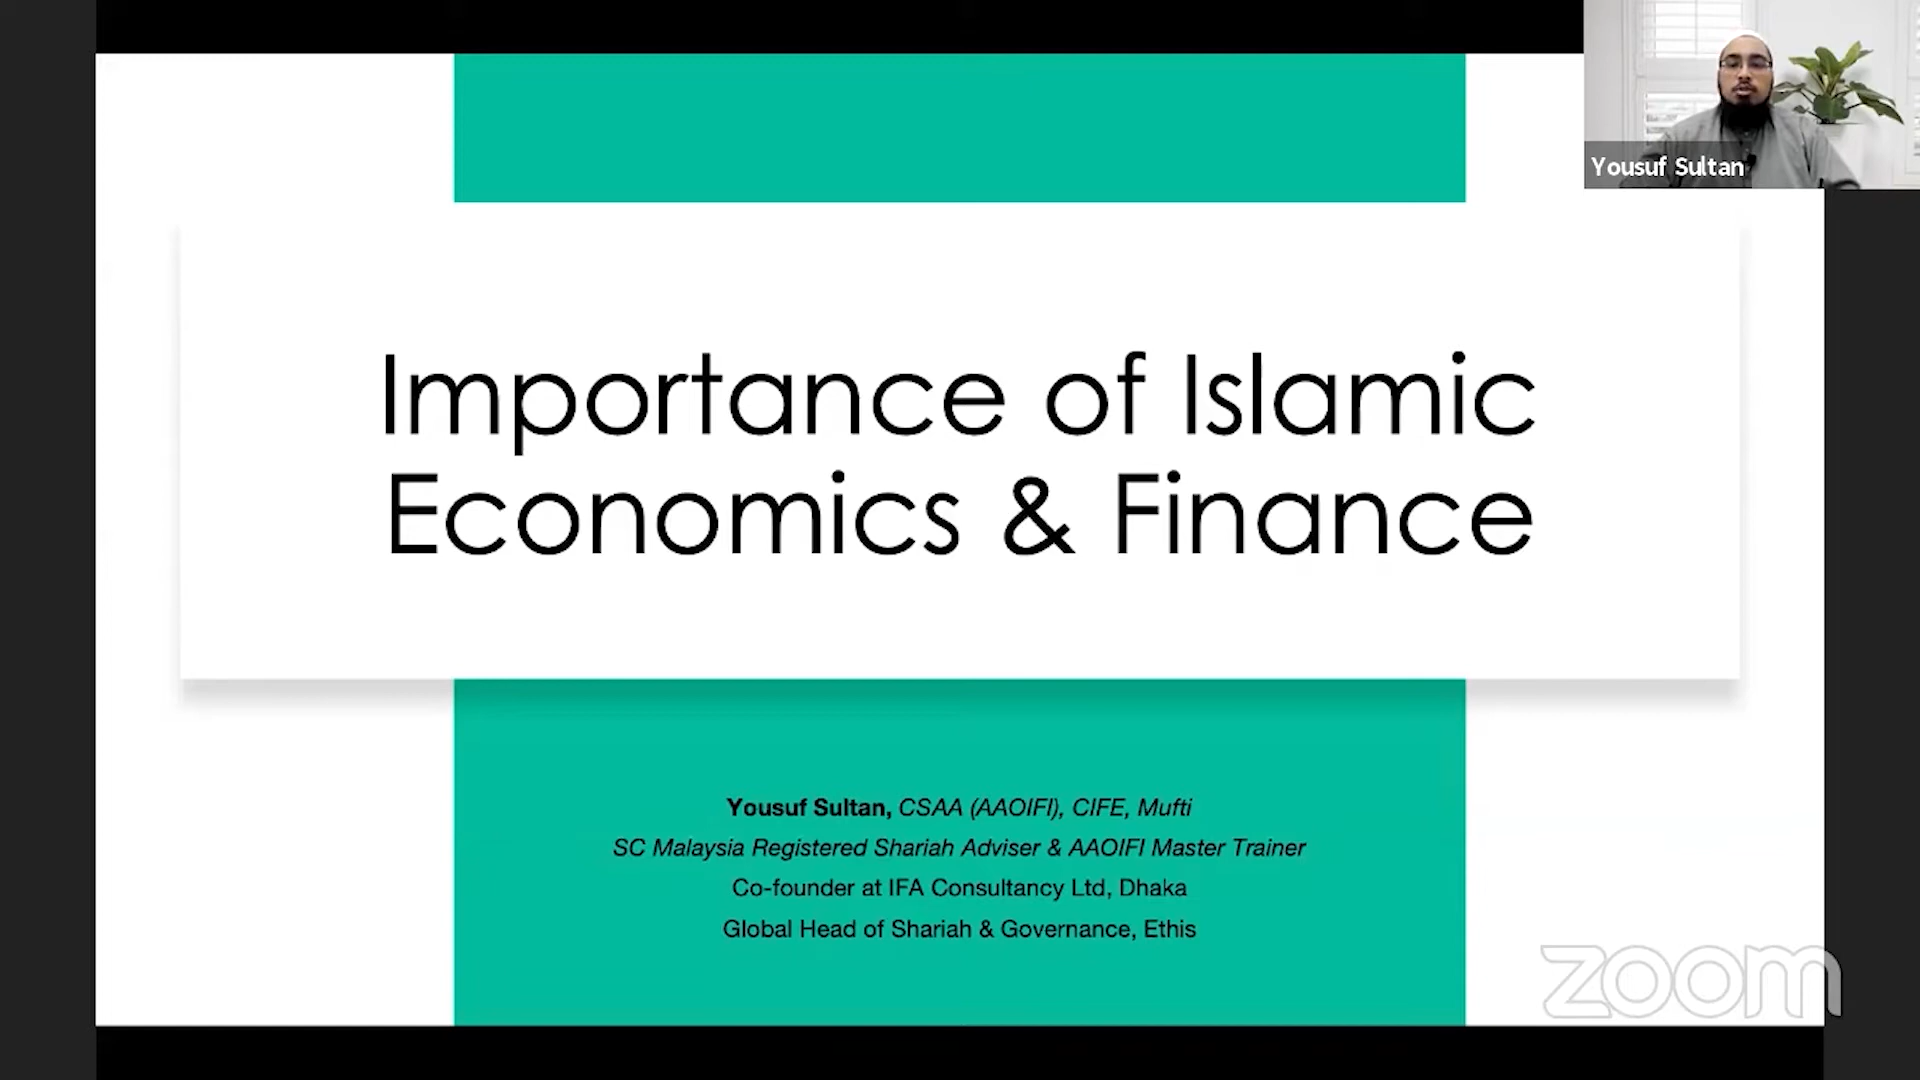 Yousuf Sultan
Importance of Islamic
Economics & Finance
Yousuf Sultan, CSAA (AAOIFI), CIFE, Mufti
SC Malaysia Registered Shariah Adviser & AAOIFI Master Trainer
Co-founder at IFA Consultancy Ltd, Dhaka
Global Head of Shariah & Governance, Ethis
zoom